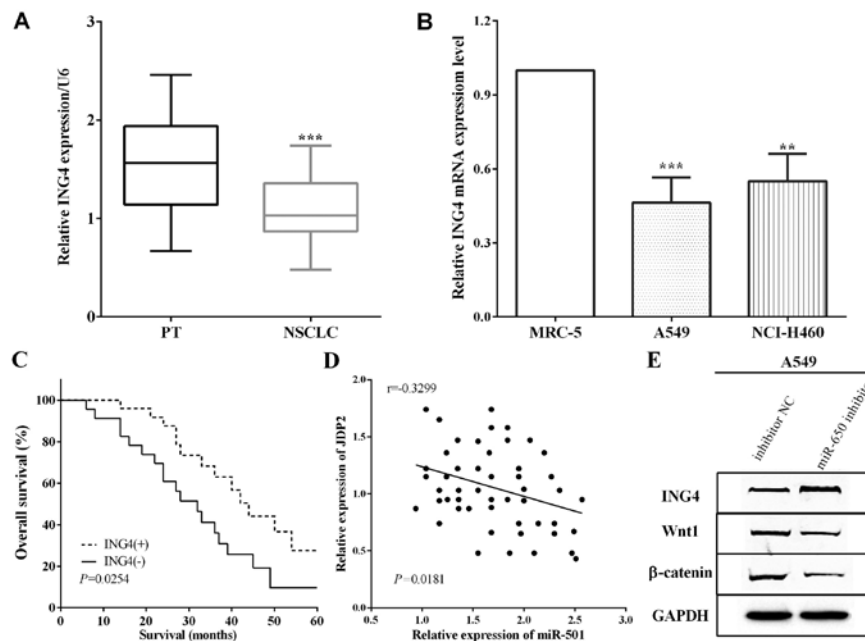 A
Relative ING4 expression/U6
3
2
1
0
***
PT
NSCLC
B
Relative ING4 mRNA expressiom level
1.2
0.9
0.6
0.3
0.0
***
**
MRC-5
A549
NCI-H460
C
Overall survival (%)
100
80
60
40
20
0
ING4(+)
ING4(-)
P=0.0254
0
10
20
30
40
50
60
Survival (months)
D
r=-0.3299
Relative expression of JDP2
2.0
1.5
1.0
0.5
0.0
P=0.0181
0.5
1.0
1.5
2.0
2.5
3.0
Relative expression of miR-501
E
A549
inhibitor NC
miR-650 inhibitor
ING4
Wnt1
β-catenin
GAPDH